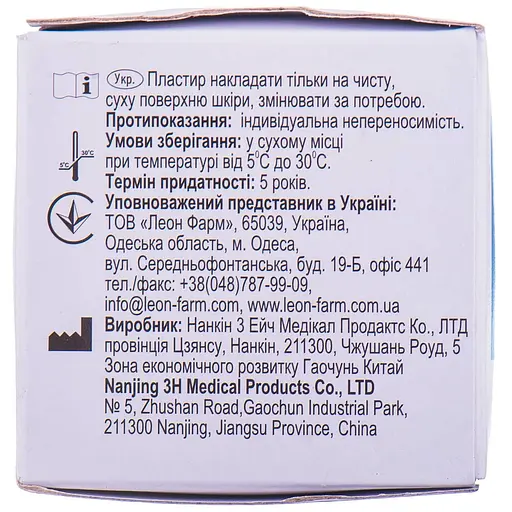 Укр. Пластир накладати тільки на чисту,
суху поверхню шкіри, змінювати за потребою.
Протипоказання: індивідуальна непереносимість.
Умови зберігання: у сухому місці
при температурі від 5°С до 30°С.
5°C 30°C
Термін придатності: 5 років.
Уповноважений представник в Україні:
ТОВ «Леон Фарм», 65039, Україна,
Одеська область, м. Одеса,
вул. Середньофонтанська, буд. 19-Б, офіс 441
тел./факс: +38(048)787-99-09,
info@leon-farm.com, www.leon-farm.com.ua
Виробник: Нанкін 3 Ейч Медікал Продактс Ко., ЛТД
провінція Цзянсу, Нанкін, 211300, Чжушань Роуд, 5
Зона економічного розвитку Гаочунь Китай
Nanjing 3H Medical Products Co., LTD
№ 5, Zhushan Road,Gaochun Industrial Park,
211300 Nanjing, Jiangsu Province, China